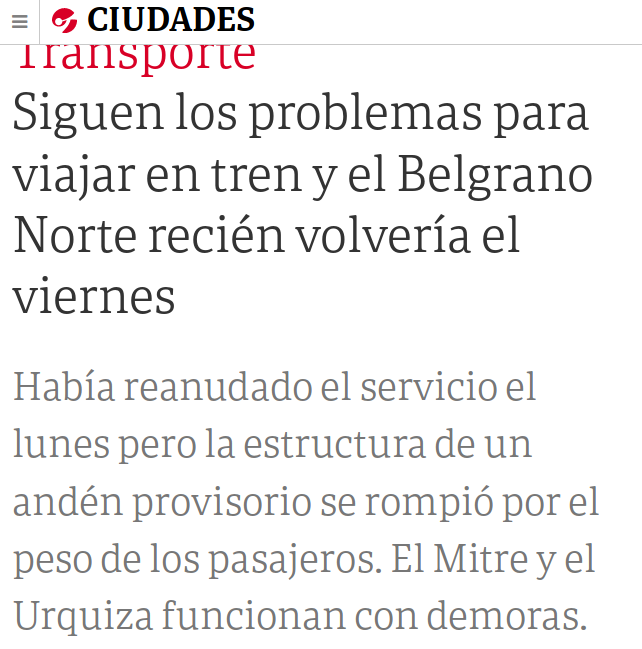 CIUDADES
Transporte
Siguen los problemas para
viajar en tren y el Belgrano
Norte recién volvería el
viernes
Había reanudado el servicio el
lunes pero la estructura de un
andén provisorio se rompió por el
peso de los pasajeros. El Mitre y el
Urquiza funcionan con demoras.